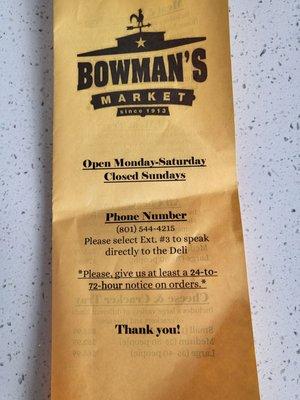 BOWMAN'S
MARKET
since 1913
Open Monday-Saturday
Closed Sundays
Phone Number
(801) 544-4215
Please select Ext. #3 to speak
directly to the Deli
*Please, give us at least a 24-to-
72-hour notice on orders.*
Thank you!